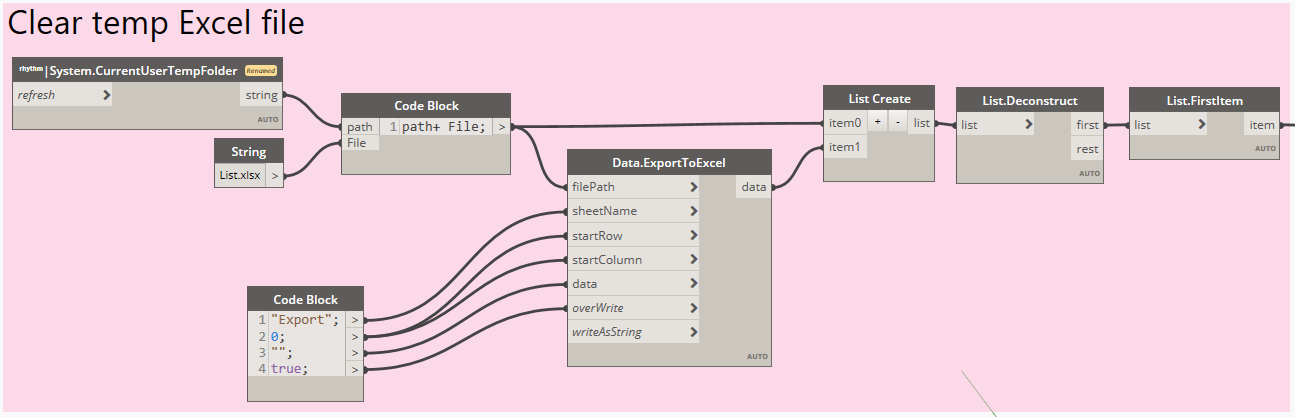 Clear temp Excel file
rhythm|System.CurrentUserTempFolder Renamed
refresh > string
AUTO
String
List.xlsx >
Code Block
path 1 path+ File; >
File
Data.ExportToExcel
filePath > data
sheetName >
startRow >
startColumn >
data >
overWrite >
writeAsString >
AUTO
Code Block
1 "Export"; >
2 0; >
3 ""; >
4 true; >
List Create
item0 + - list
item1
List.Deconstruct
list > first
rest
AUTO
List.FirstItem
list > item
AUTO